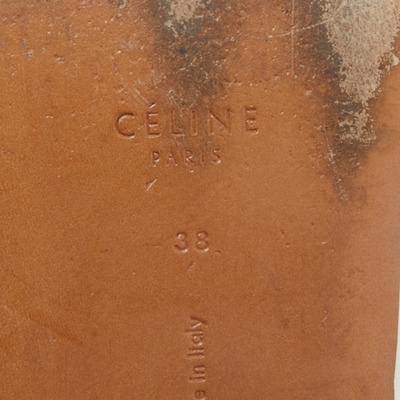 CÉLINE
PARIS
38
e in Italy